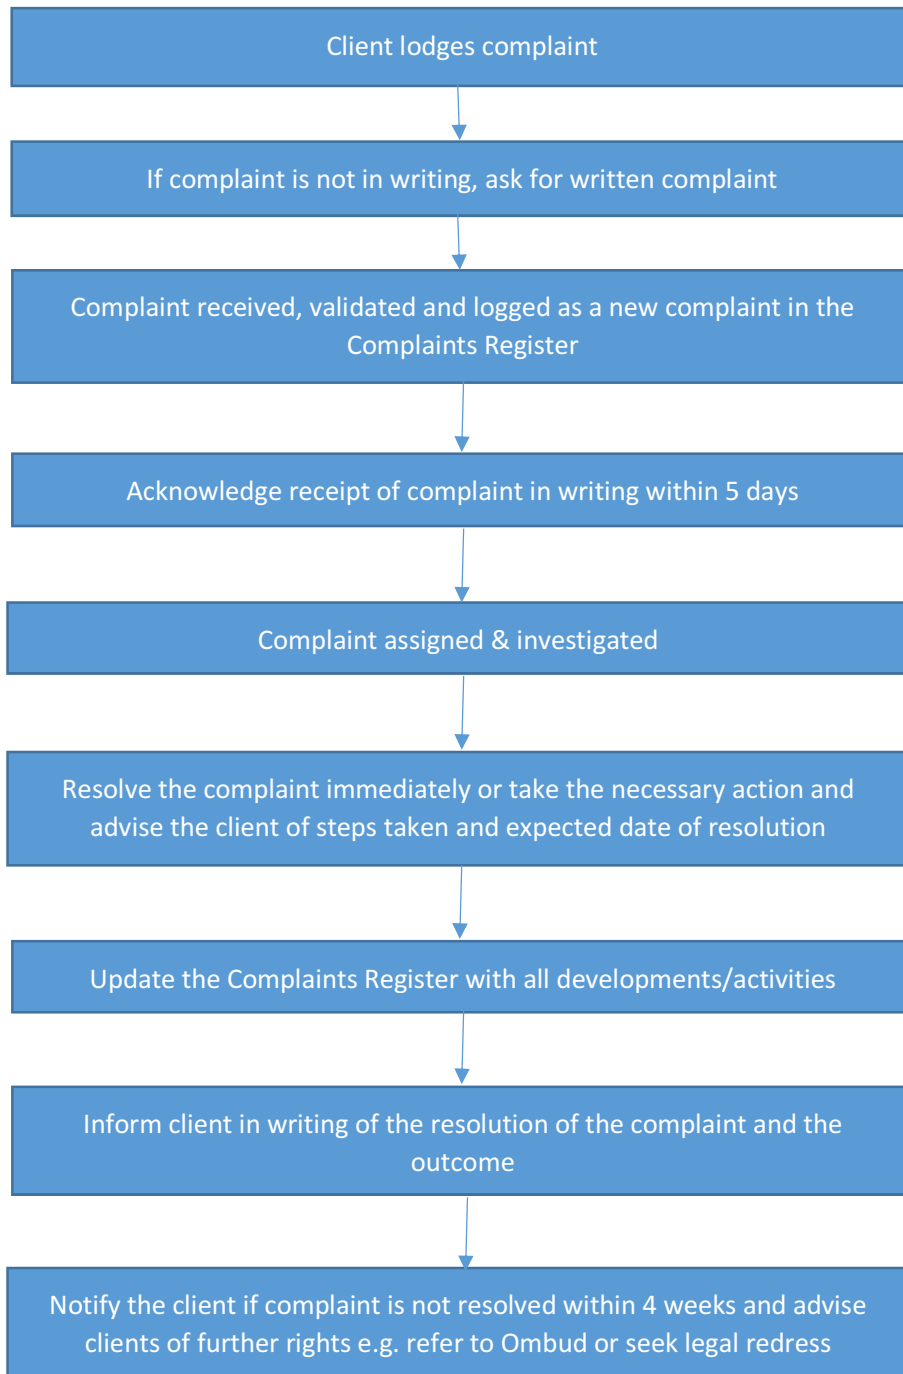 Client lodges complaint
If complaint is not in writing, ask for written complaint
Complaint received, validated and logged as a new complaint in the
Complaints Register
Acknowledge receipt of complaint in writing within 5 days
Complaint assigned & investigated
Resolve the complaint immediately or take the necessary action and
advise the client of steps taken and expected date of resolution
Update the Complaints Register with all developments/activities
Inform client in writing of the resolution of the complaint and the
outcome
Notify the client if complaint is not resolved within 4 weeks and advise
clients of further rights e.g. refer to Ombud or seek legal redress